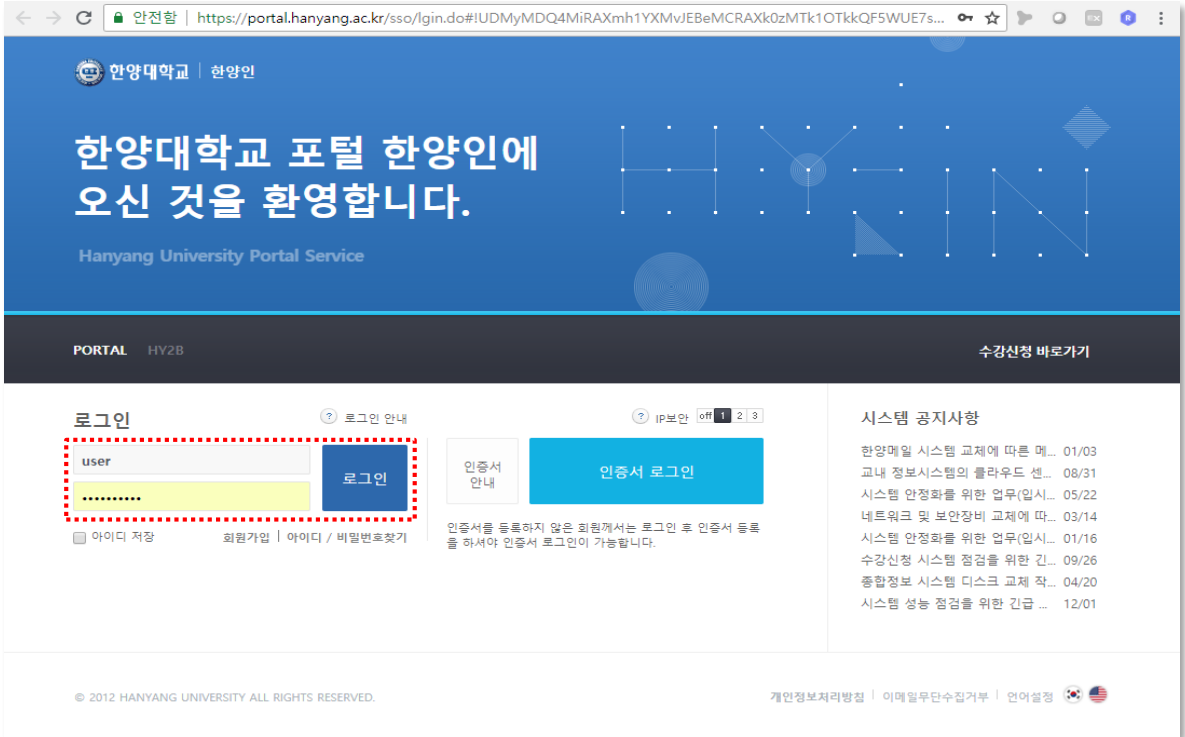 안전함 | https://portal.hanyang.ac.kr/sso/lgin.do#!UDMyMDQ4MiRAXmh1YXMvJEBeMCRAXk0zMTk1OTkkQF5WUE7s...
한양대학교 | 한양인
한양대학교 포털 한양인에
오신 것을 환영합니다.
Hanyang University Portal Service
PORTAL HY2B
수강신청 바로가기
로그인
? 로그인 안내
user
••••••••••
로그인
아이디 저장
회원가입 | 아이디 / 비밀번호찾기
? IP보안 off 1 2 3
인증서
안내
인증서 로그인
인증서를 등록하지 않은 회원께서는 로그인 후 인증서 등록
을 하셔야 인증서 로그인이 가능합니다.
시스템 공지사항
한양메일 시스템 교체에 따른 메... 01/03
교내 정보시스템의 클라우드 센... 08/31
시스템 안정화를 위한 업무(입시... 05/22
네트워크 및 보안장비 교체에 따... 03/14
시스템 안정화를 위한 업무(입시... 01/16
수강신청 시스템 점검을 위한 긴... 09/26
종합정보 시스템 디스크 교체 작... 04/20
시스템 성능 점검을 위한 긴급 ... 12/01
© 2012 HANYANG UNIVERSITY ALL RIGHTS RESERVED.
개인정보처리방침 | 이메일무단수집거부 | 언어설정